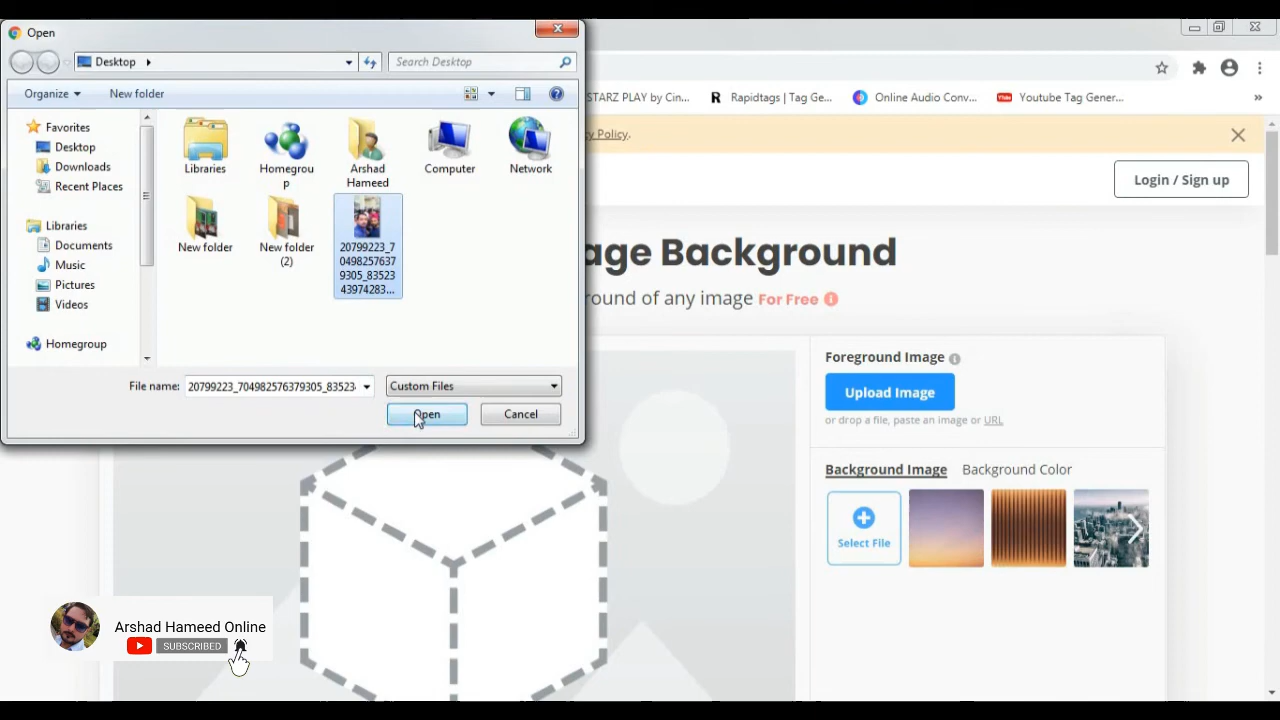 Open
Desktop
Search Desktop
Organize
New folder
Favorites
Desktop
Downloads
Recent Places
Libraries
Documents
Music
Pictures
Videos
Homegroup
Libraries
Homegrou
p
Arshad
Hameed
Computer
Network
New folder
New folder
(2)
20799223_7
0498257637
9305_83523
43974283...
File name:
20799223_704982576379305_83523
Custom Files
Open
Cancel
STARZ PLAY by Cin...
R
Rapidtags | Tag Ge...
Online Audio Conv...
Youtube Tag Gener...
»
cy Policy.
Login / Sign up
age Background
round of any image For Free
Foreground Image
Upload Image
or drop a file, paste an image or URL
Background Image
Background Color
Select File
Arshad Hameed Online
SUBSCRIBED